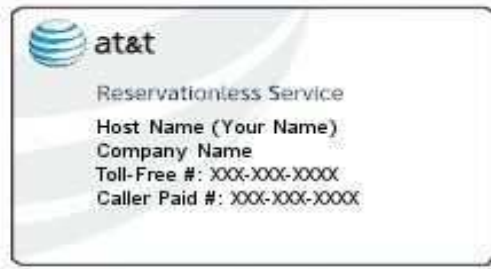 at&t
Reservationless Service
Host Name (Your Name)
Company Name
Toll-Free #: XXX-XXX-XXXX
Caller Paid #: XXX-XXX-XXXX